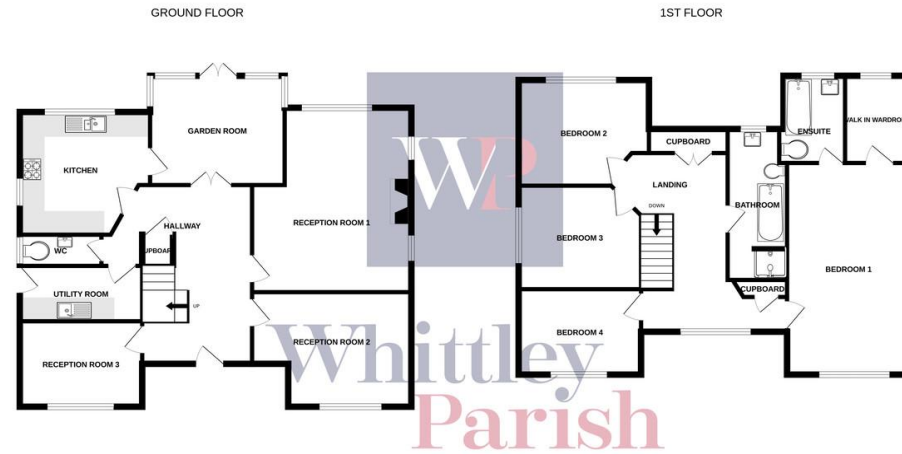 GROUND FLOOR
1ST FLOOR
GARDEN ROOM
KITCHEN
WP
HALLWAY
RECEPTION ROOM 1
WC
UPBOAR
UTILITY ROOM
UP
RECEPTION ROOM 2
RECEPTION ROOM 3
BEDROOM 2
CUPBOARD
ENSUITE
WALK IN WARDROB
LANDING
DOWN
BATHROOM
BEDROOM 3
BEDROOM 1
CUPBOARD
BEDROOM 4
Whittley
Parish